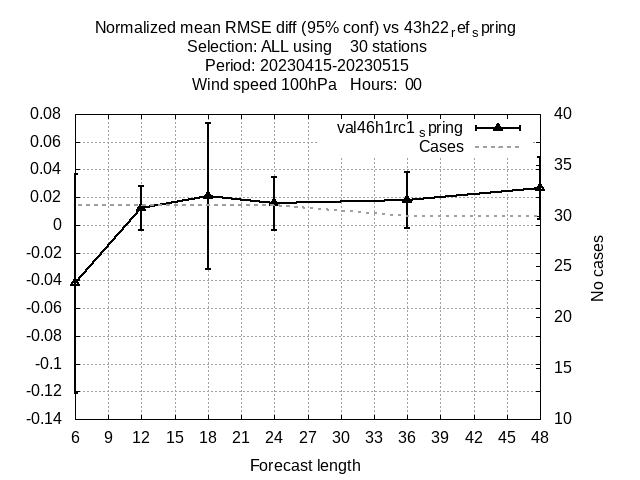 Normalized mean RMSE diff (95% conf) vs 43h22refspring
Selection: ALL using 30 stations
Period: 20230415-20230515
Wind speed 100hPa Hours: 00
val46h1rc1spring
Cases
0.08
0.06
0.04
0.02
0
-0.02
-0.04
-0.06
-0.08
-0.1
-0.12
-0.14
40
35
30
25
20
15
10
No cases
6 9 12 15 18 21 24 27 30 33 36 39 42 45 48
Forecast length